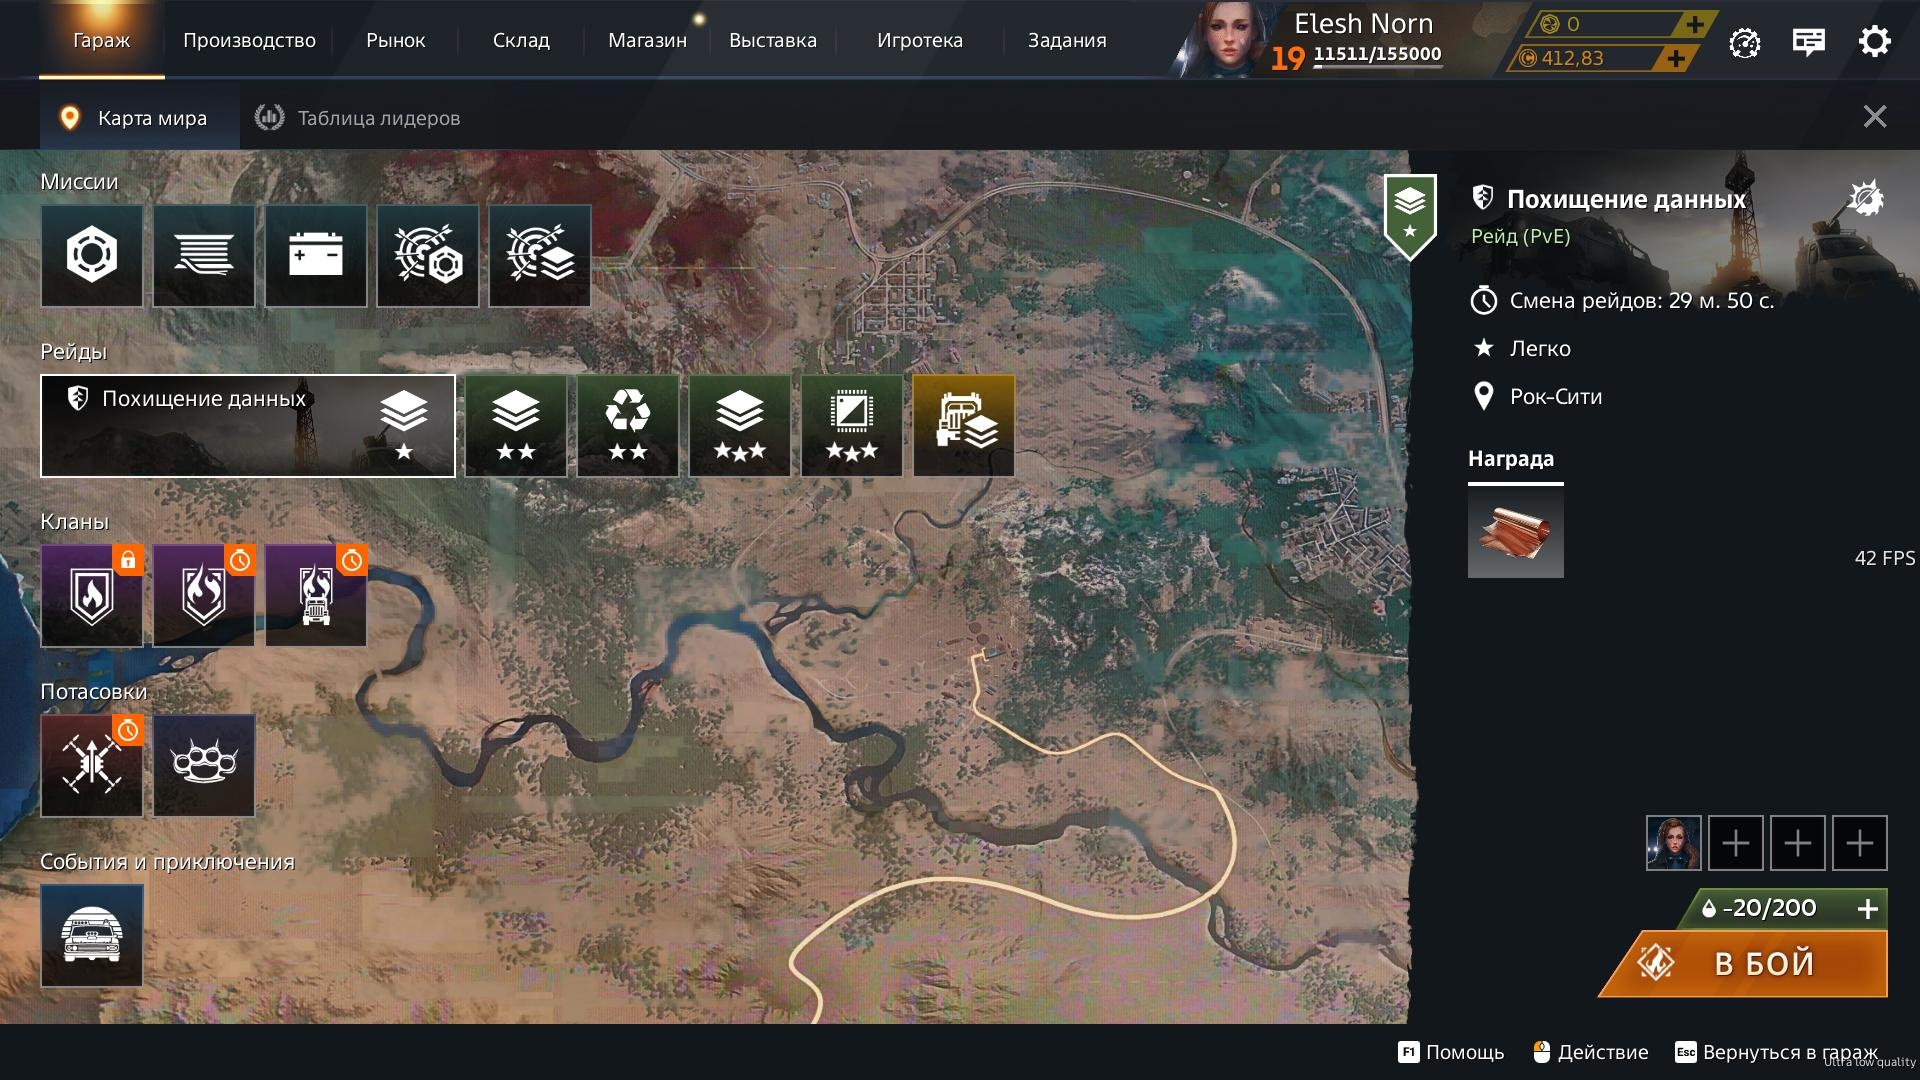 Гараж
Производство
Рынок
Склад
Магазин
Выставка
Игротека
Задания
Elesh Norn
19 11511/155000
0
412,83
Карта мира
Таблица лидеров
Миссии
Рейды
Похищение данных
Кланы
Потасовки
События и приключения
Похищение данных
Рейд (PvE)
Смена рейдов: 29 м. 50 с.
Легко
Рок-Сити
Награда
42 FPS
-20/200
В БОЙ
F1 Помощь
Действие
Esc Вернуться в гараж
Ultra low quality